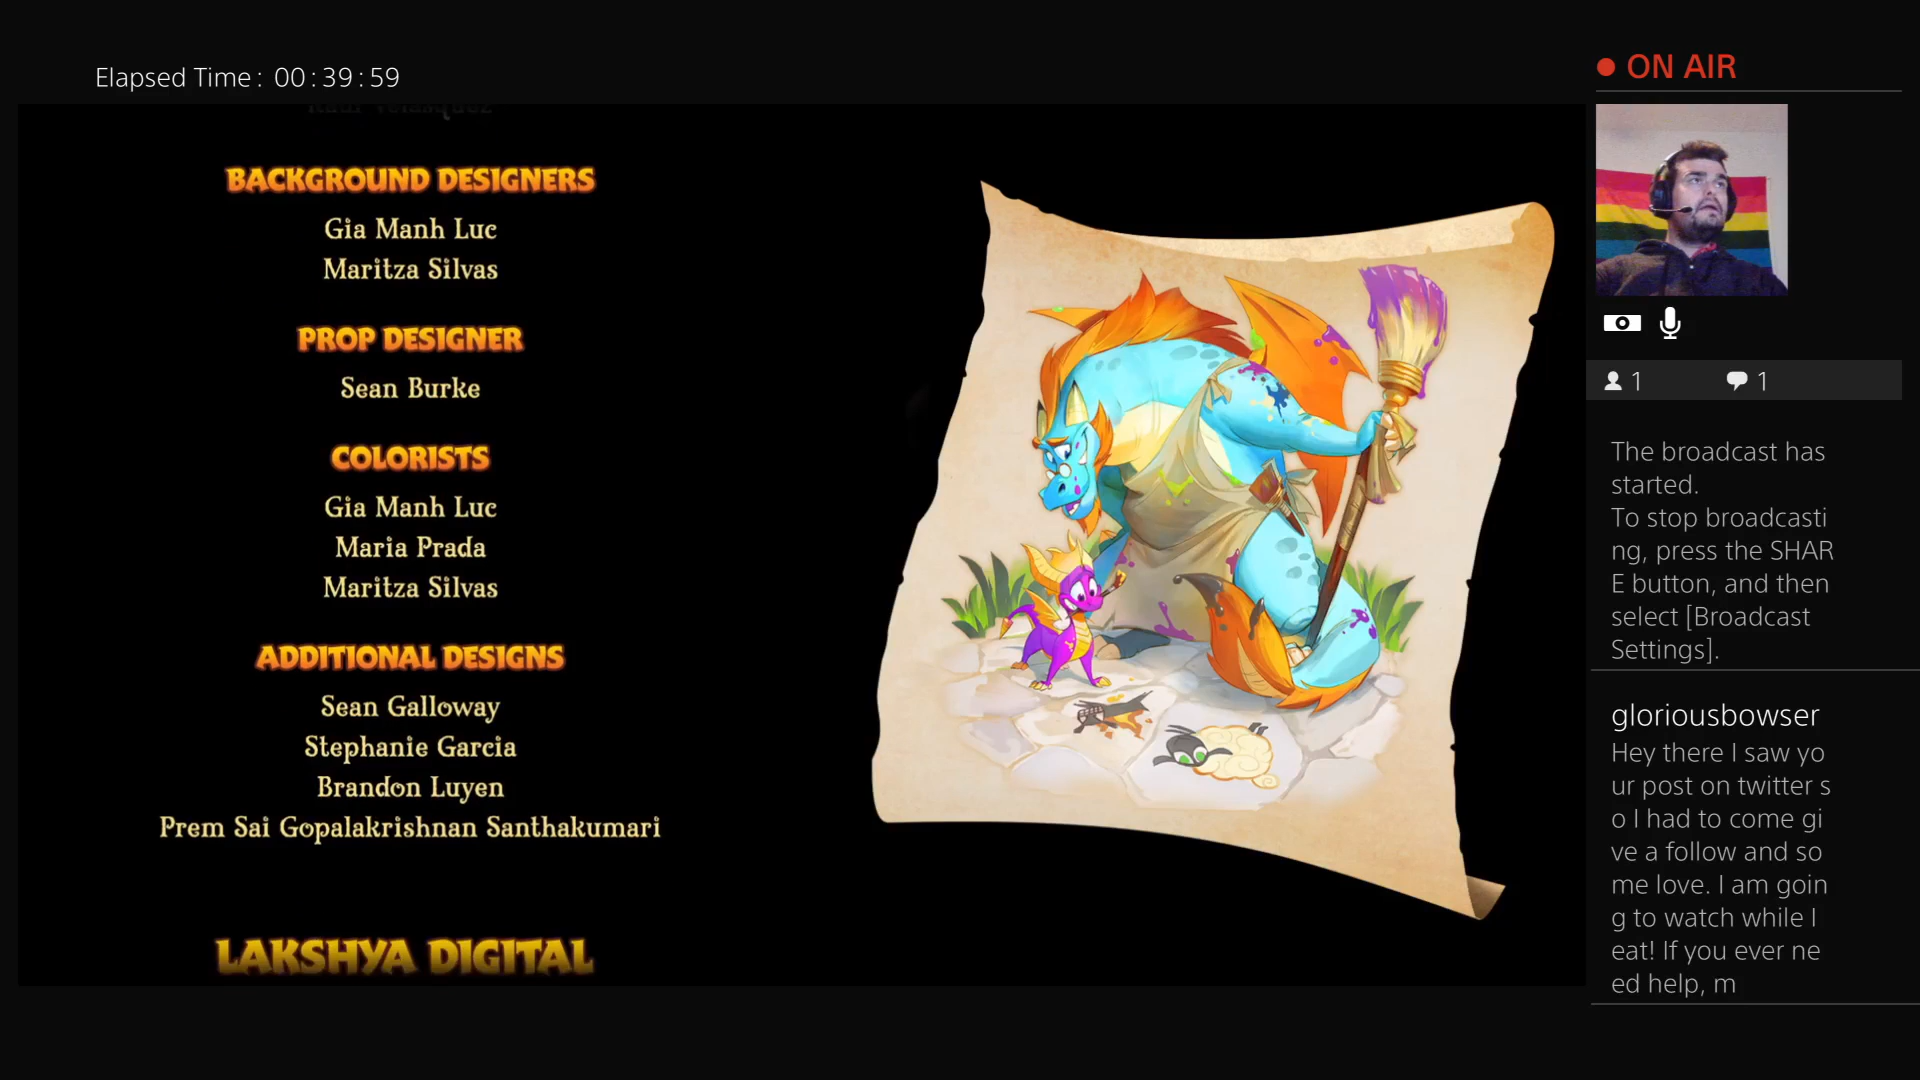 Elapsed Time: 00:39:59
BACKGROUND DESIGNERS
Gia Manh Luc
Maritza Silvas
PROP DESIGNER
Sean Burke
COLORISTS
Gia Manh Luc
Maria Prada
Maritza Silvas
ADDITIONAL DESIGNS
Sean Galloway
Stephanie Garcia
Brandon Luyen
Prem Sai Gopalakrishnan Santhakumari
LAKSHYA DIGITAL
ON AIR
1 1
The broadcast has
started.
To stop broadcasti
ng, press the SHAR
E button, and then
select [Broadcast
Settings].
gloriousbowser
Hey there I saw yo
ur post on twitter s
o I had to come gi
ve a follow and so
me love. I am goin
g to watch while I
eat! If you ever ne
ed help, m